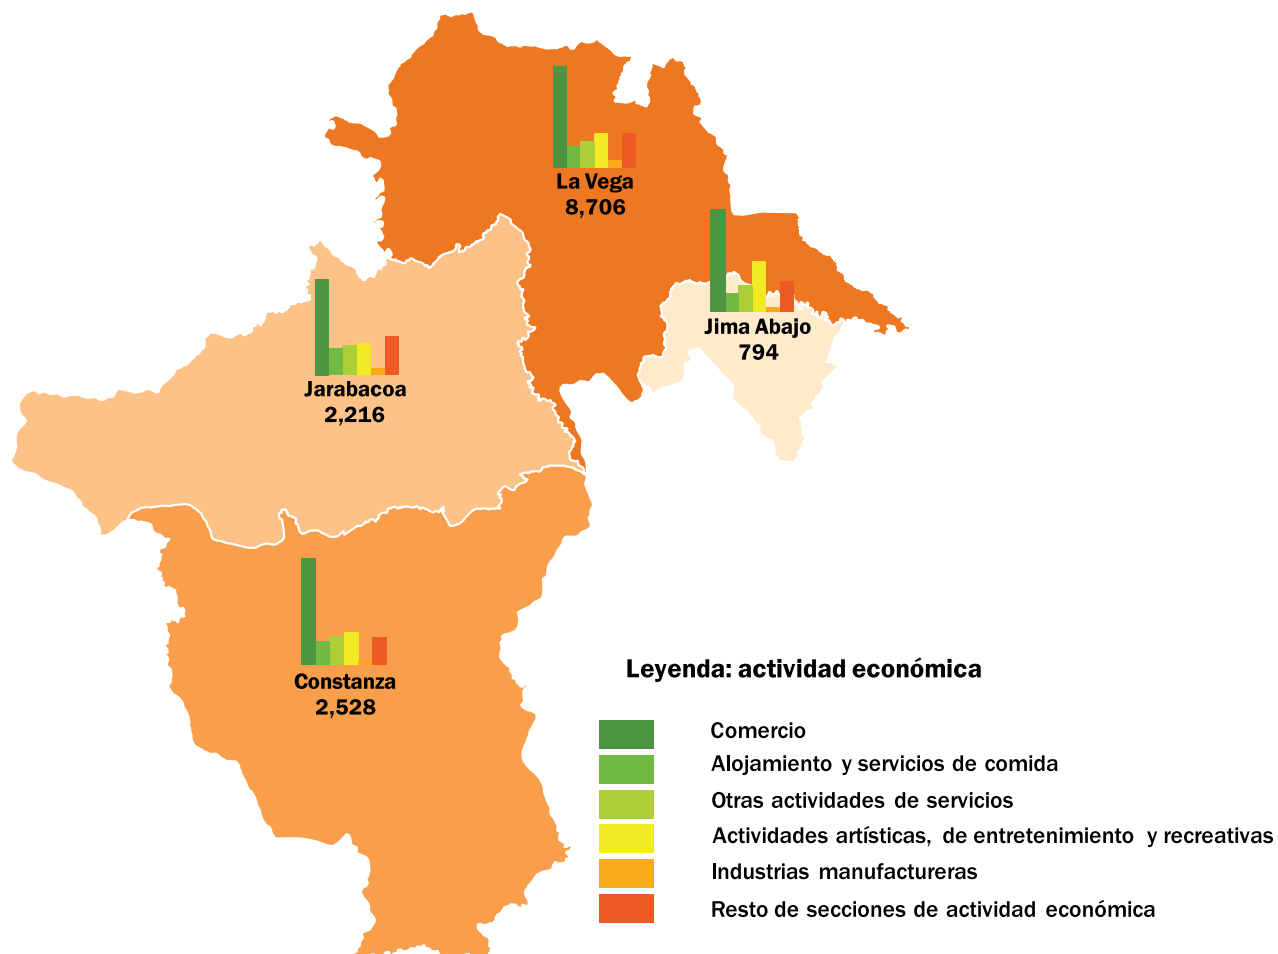 La Vega
8,706
Jima Abajo
794
Jarabacoa
2,216
Constanza
2,528
Leyenda: actividad económica
Comercio
Alojamiento y servicios de comida
Otras actividades de servicios
Actividades artísticas, de entretenimiento y recreativas
Industrias manufactureras
Resto de secciones de actividad económica